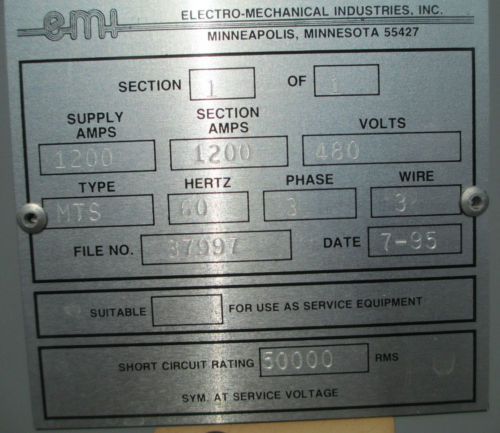 emi ELECTRO-MECHANICAL INDUSTRIES, INC.
MINNEAPOLIS, MINNESOTA 55427
SECTION 1 OF 1
SUPPLY AMPS SECTION AMPS VOLTS
1200 1200 480
TYPE HERTZ PHASE WIRE
MTS 60 3 3
FILE NO. 37997 DATE 7-95
SUITABLE FOR USE AS SERVICE EQUIPMENT
SHORT CIRCUIT RATING 50000 RMS
SYM. AT SERVICE VOLTAGE